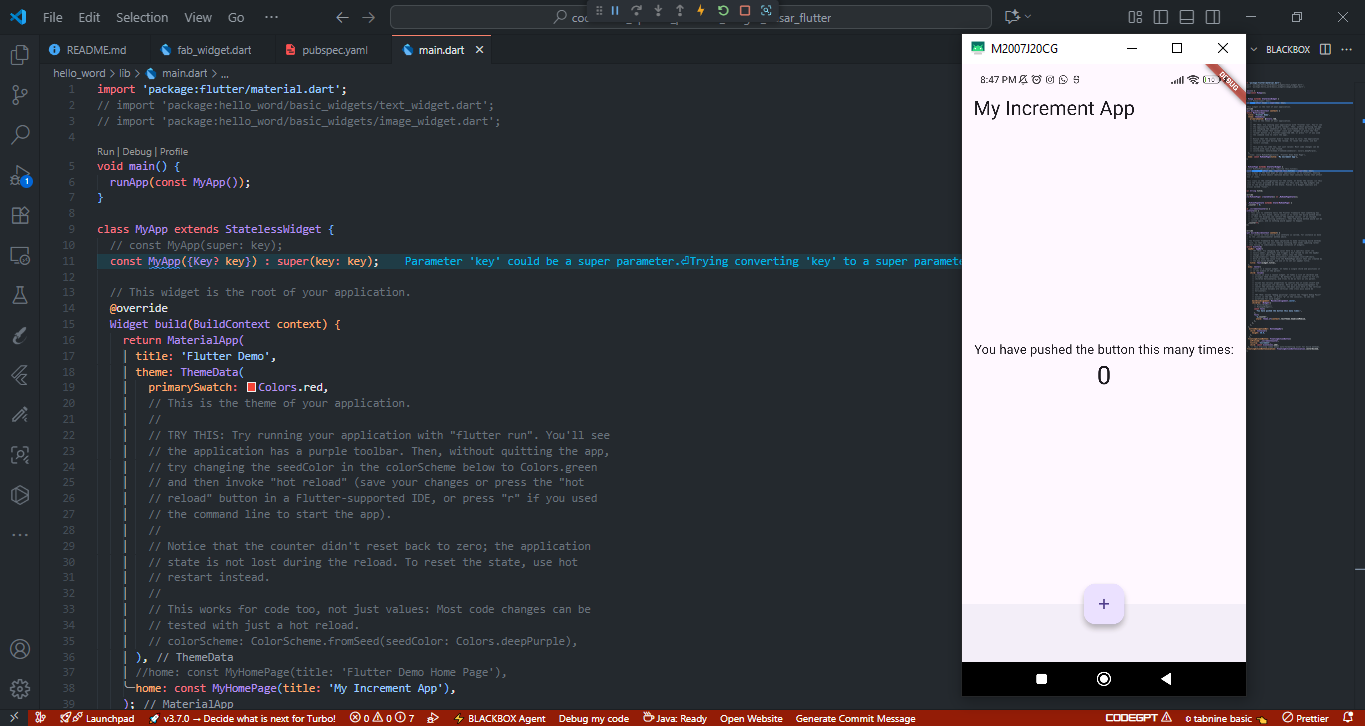 File Edit Selection View Go ···
README.md fab_widget.dart pubspec.yaml main.dart
BLACKBOX
hello_word > lib > main.dart > ...
1 import 'package:flutter/material.dart';
2 // import 'package:hello_word/basic_widgets/text_widget.dart';
3 // import 'package:hello_word/basic_widgets/image_widget.dart';
4
Run | Debug | Profile
5 void main() {
6 runApp(const MyApp());
7 }
8
9 class MyApp extends StatelessWidget {
10 // const MyApp(super: key);
11 const MyApp({Key? key}) : super(key: key); Parameter 'key' could be a super parameter.⏎Trying converting 'key' to a super paramete
12
13 // This widget is the root of your application.
14 @override
15 Widget build(BuildContext context) {
16 return MaterialApp(
17 title: 'Flutter Demo',
18 theme: ThemeData(
19 primarySwatch: Colors.red,
20 // This is the theme of your application.
21 //
22 // TRY THIS: Try running your application with "flutter run". You'll see
23 // the application has a purple toolbar. Then, without quitting the app,
24 // try changing the seedColor in the colorScheme below to Colors.green
25 // and then invoke "hot reload" (save your changes or press the "hot
26 // reload" button in a Flutter-supported IDE, or press "r" if you used
27 // the command line to start the app).
28 //
29 // Notice that the counter didn't reset back to zero; the application
30 // state is not lost during the reload. To reset the state, use hot
31 // restart instead.
32 //
33 // This works for code too, not just values: Most code changes can be
34 // tested with just a hot reload.
35 // colorScheme: ColorScheme.fromSeed(seedColor: Colors.deepPurple),
36 ), // ThemeData
37 //home: const MyHomePage(title: 'Flutter Demo Home Page'),
38 home: const MyHomePage(title: 'My Increment App'),
39 ); // MaterialApp
M2007J20CG
8:47 PM
DEBUG
My Increment App
You have pushed the button this many times:
0
+
1
Launchpad v3.7.0 → Decide what is next for Turbo! 0 0 7 BLACKBOX Agent Debug my code Java: Ready Open Website Generate Commit Message CODEGPT tabnine basic Prettier